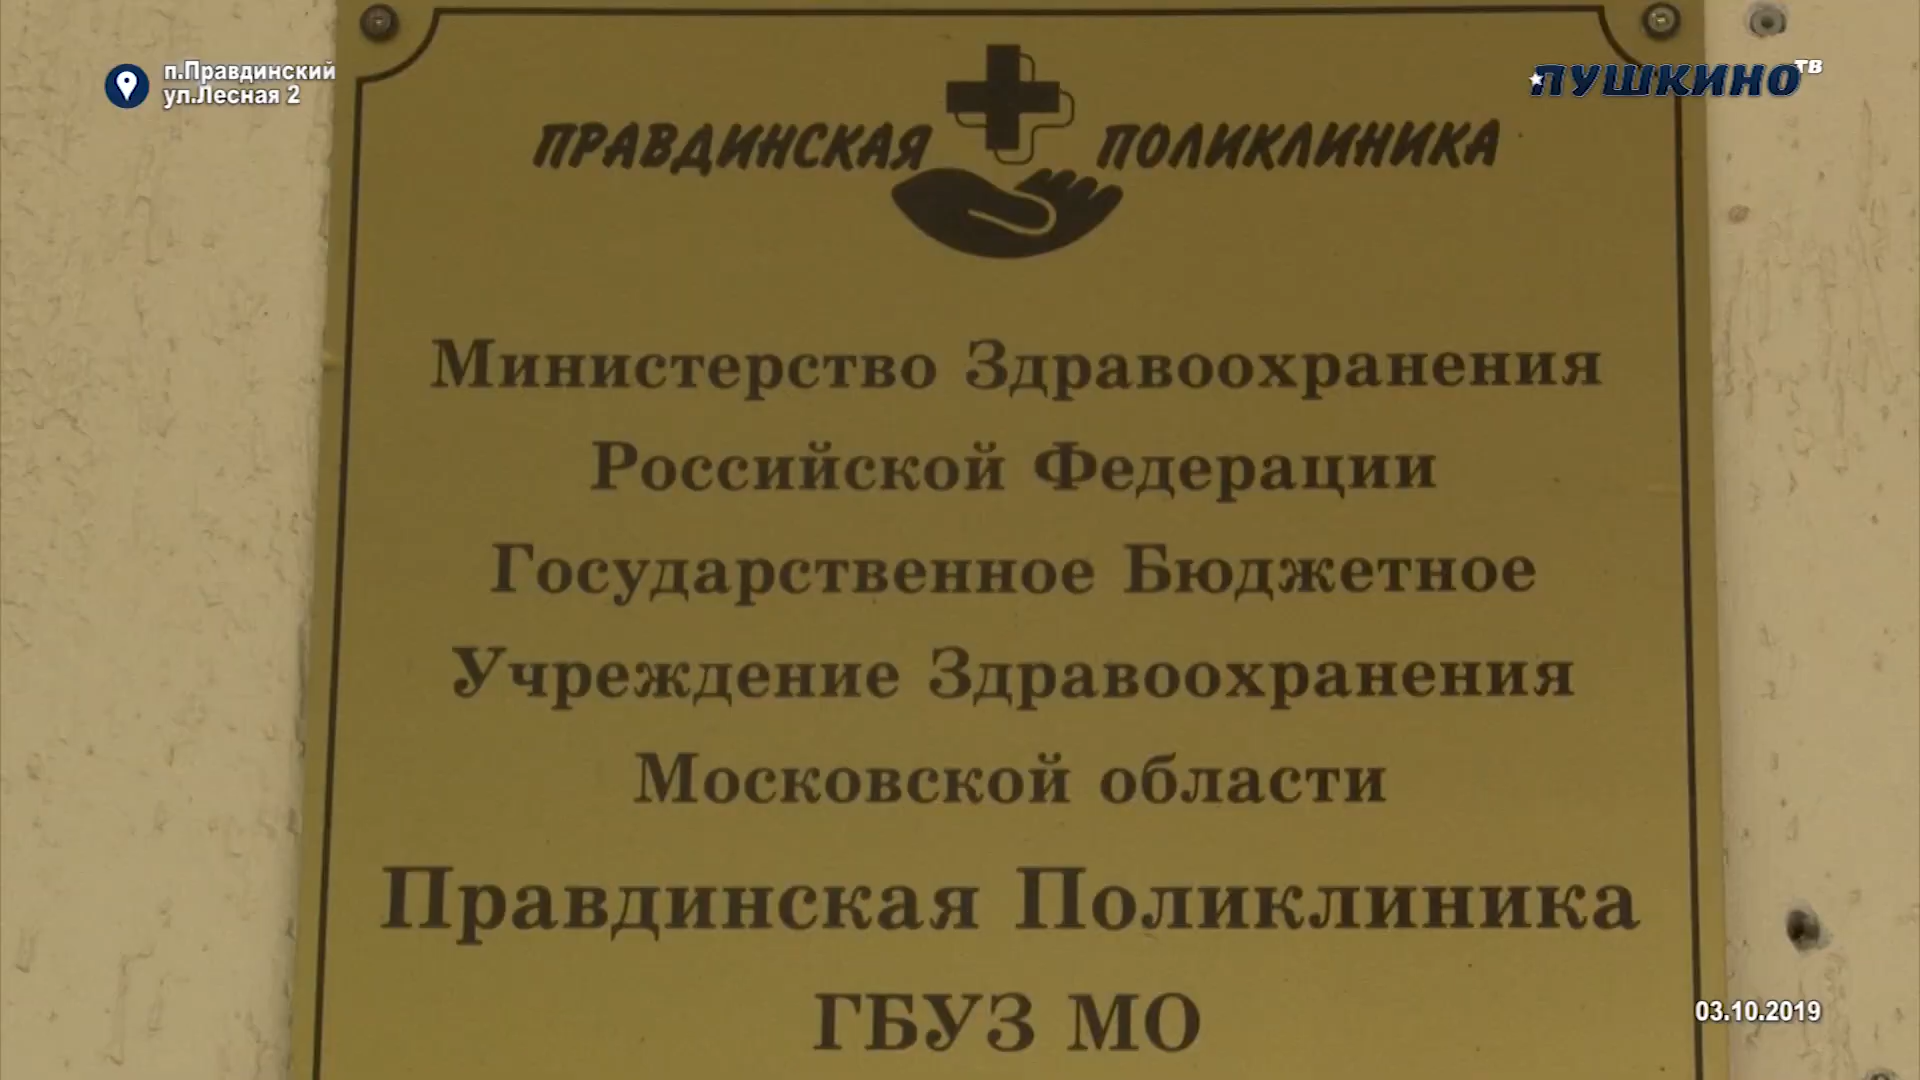 п.Правдинский
ул.Лесная 2
ПУШКИНО ТВ
ПРАВДИНСКАЯ ПОЛИКЛИНИКА
Министерство Здравоохранения
Российской Федерации
Государственное Бюджетное
Учреждение Здравоохранения
Московской области
Правдинская Поликлиника
ГБУЗ МО
03.10.2019